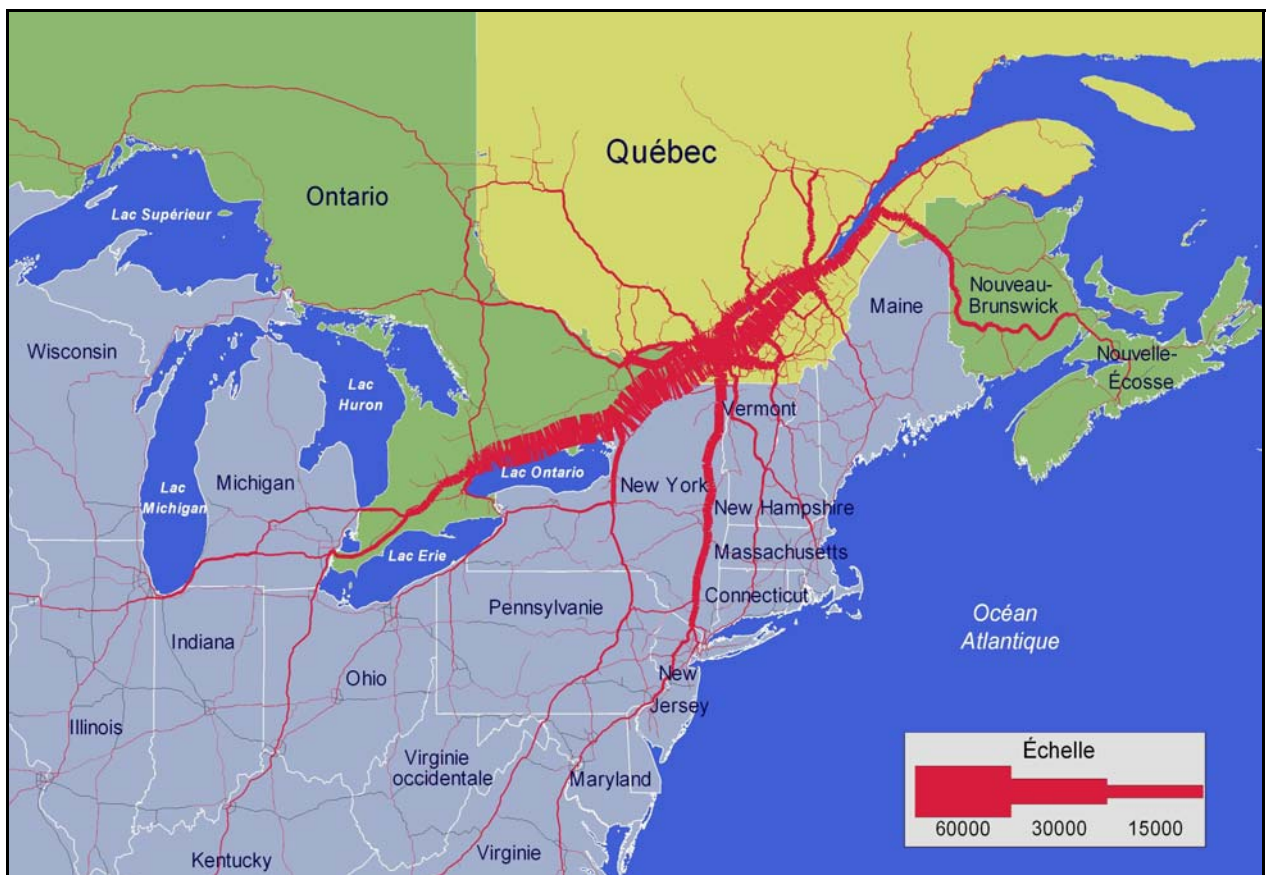 Québec
Ontario
Lac Supérieur
Nouveau-
Brunswick
Maine
Wisconsin
Nouvelle-
Écosse
Lac
Huron
Vermont
Lac Ontario
Michigan
Lac
Michigan
New York
New Hampshire
Lac Erie
Massachusetts
Connecticut
Pennsylvanie
Océan
Atlantique
Indiana
Ohio
New
Jersey
Illinois
Virginie
occidentale
Maryland
Kentucky
Virginie
Échelle
60000 30000 15000